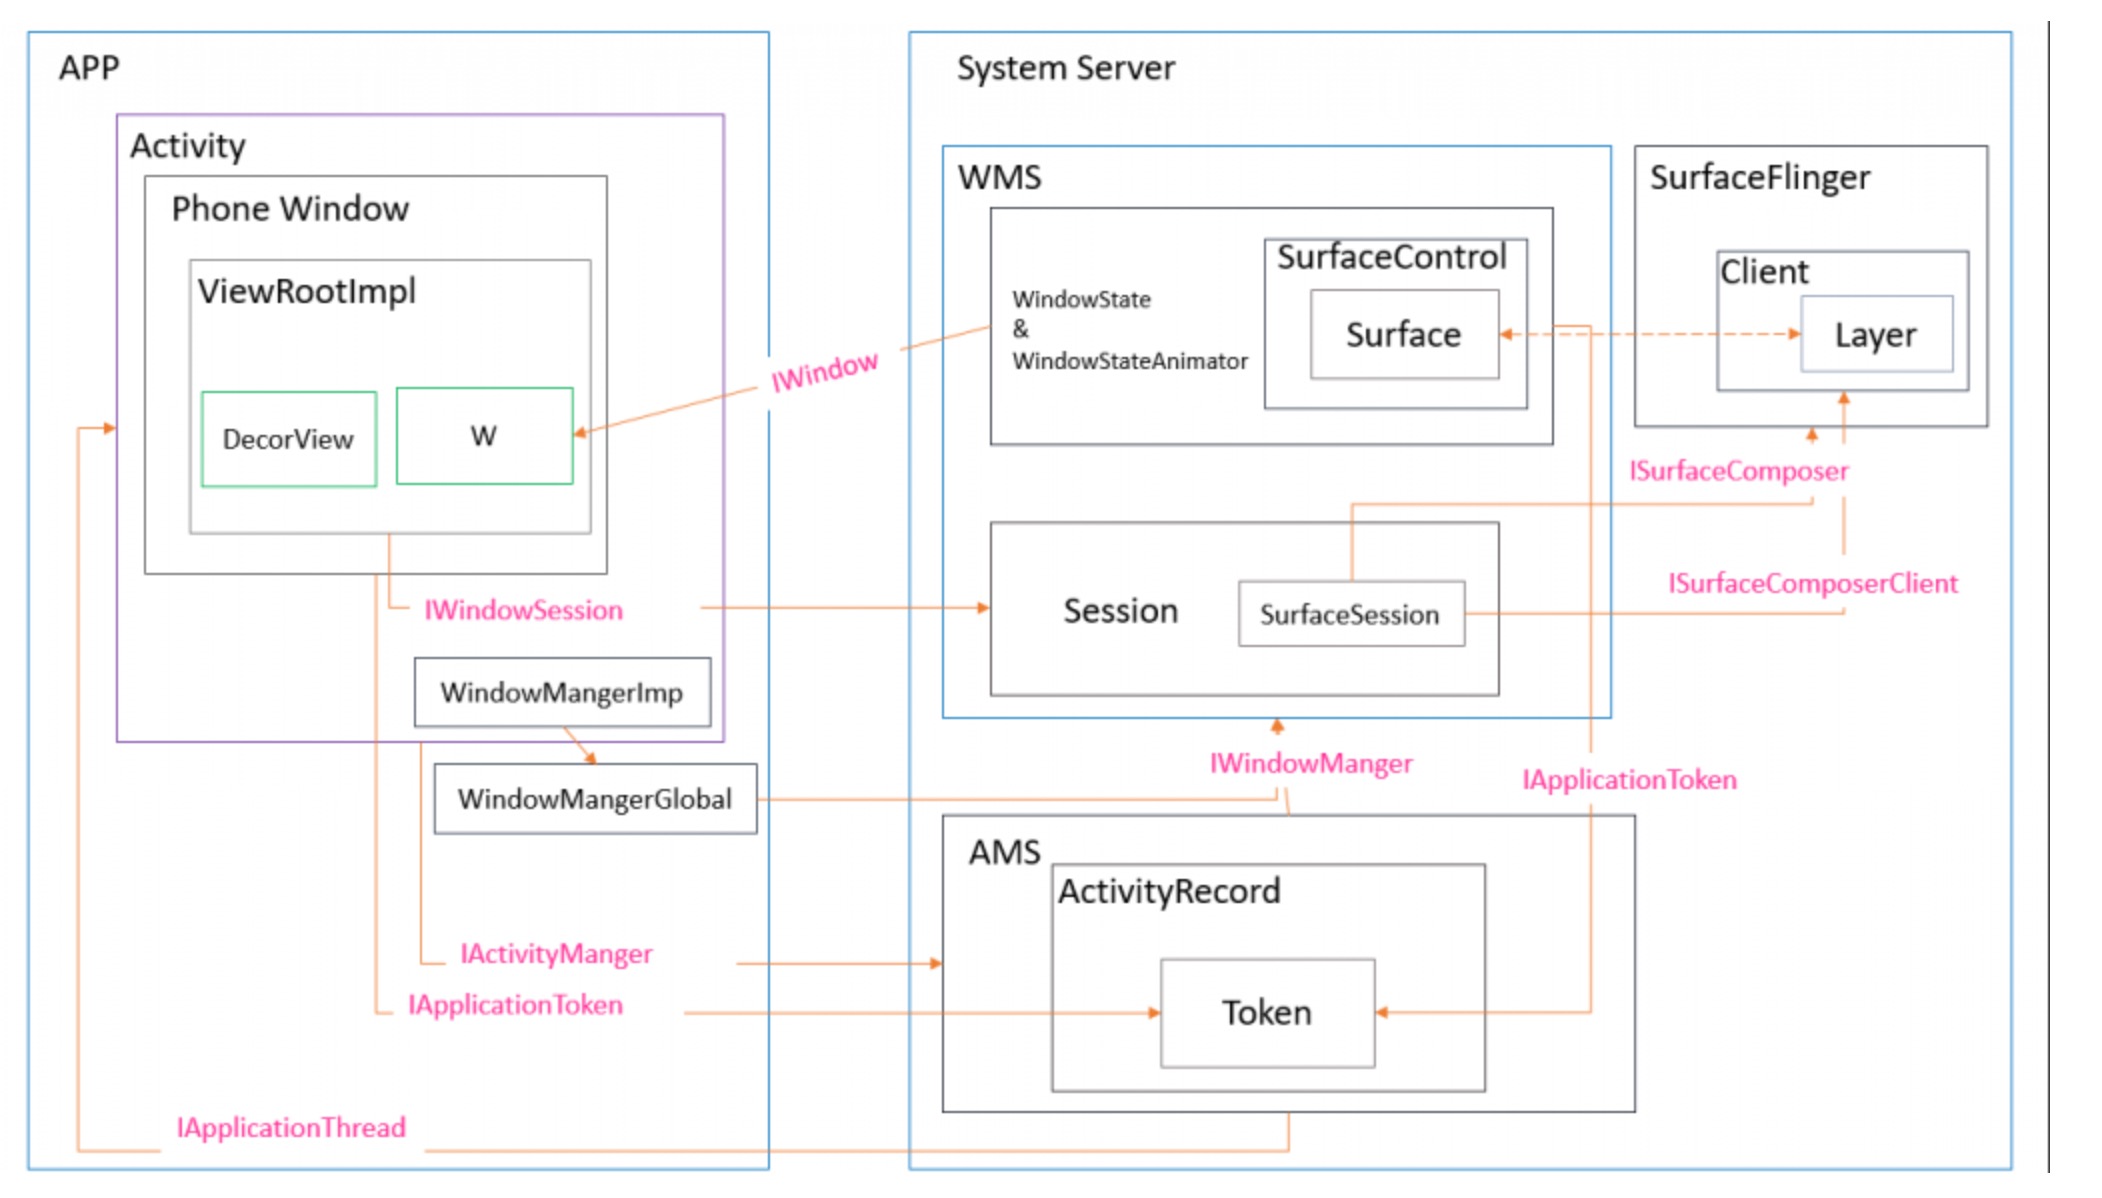 APP
Activity
Phone Window
ViewRootImpl
DecorView
W
IWindowSession
WindowMangerImp
WindowMangerGlobal
IActivityManger
IApplicationToken
IApplicationThread
IWindow
System Server
WMS
WindowState
&
WindowStateAnimator
SurfaceControl
Surface
SurfaceFlinger
Client
Layer
ISurfaceComposer
ISurfaceComposerClient
Session
SurfaceSession
IWindowManger
IApplicationToken
AMS
ActivityRecord
Token